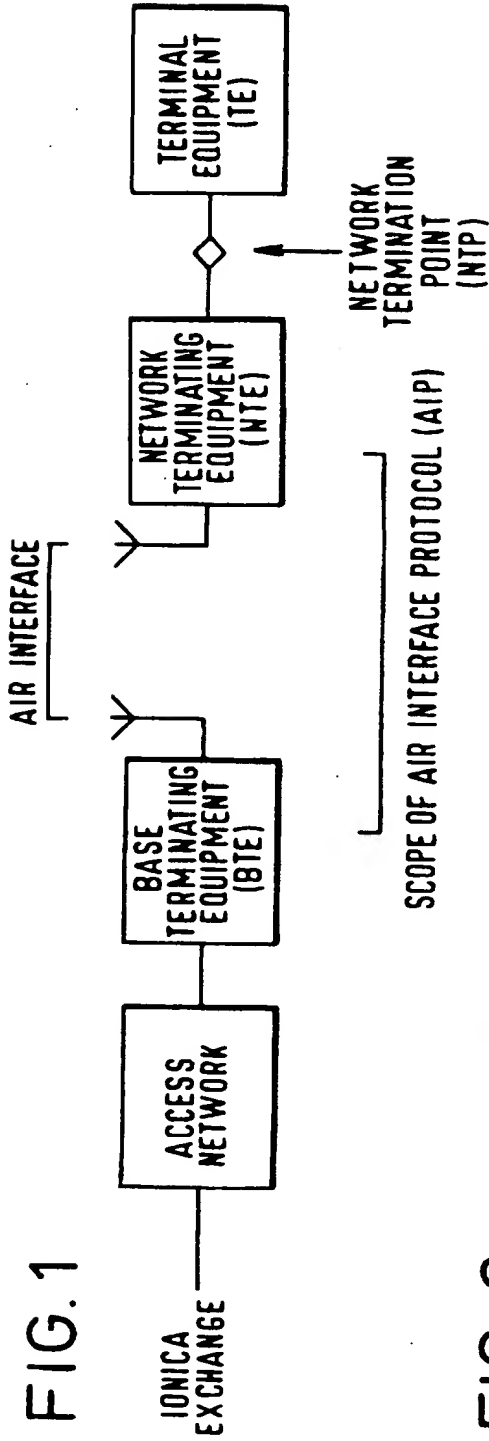 FIG.1
AIR INTERFACE
IONICA
EXCHANGE
ACCESS
NETWORK
BASE
TERMINATING
EQUIPMENT
(BTE)
NETWORK
TERMINATING
EQUIPMENT
(NTE)
TERMINAL
EQUIPMENT
(TE)
NETWORK
TERMINATION
POINT
(NTP)
SCOPE OF AIR INTERFACE PROTOCOL (AIP)